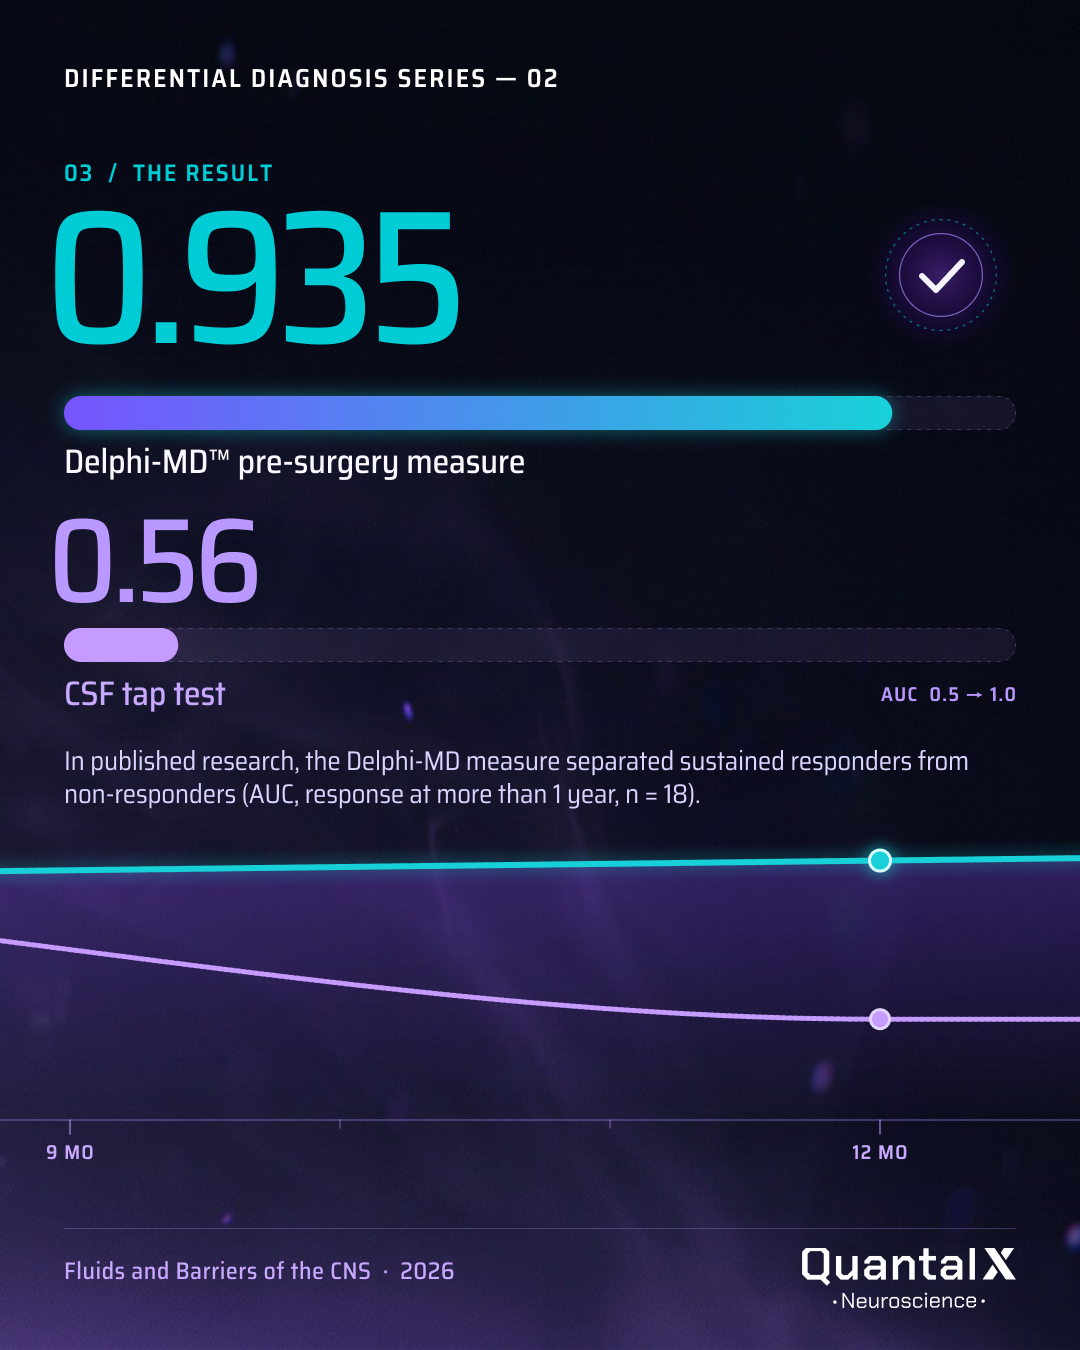 DIFFERENTIAL DIAGNOSIS SERIES — 02
03 / THE RESULT
0.935
Delphi-MD™ pre-surgery measure
0.56
CSF tap test
AUC 0.5 → 1.0
In published research, the Delphi-MD measure separated sustained responders from
non-responders (AUC, response at more than 1 year, n = 18).
9 MO
12 MO
Fluids and Barriers of the CNS · 2026
QuantalX
·Neuroscience·